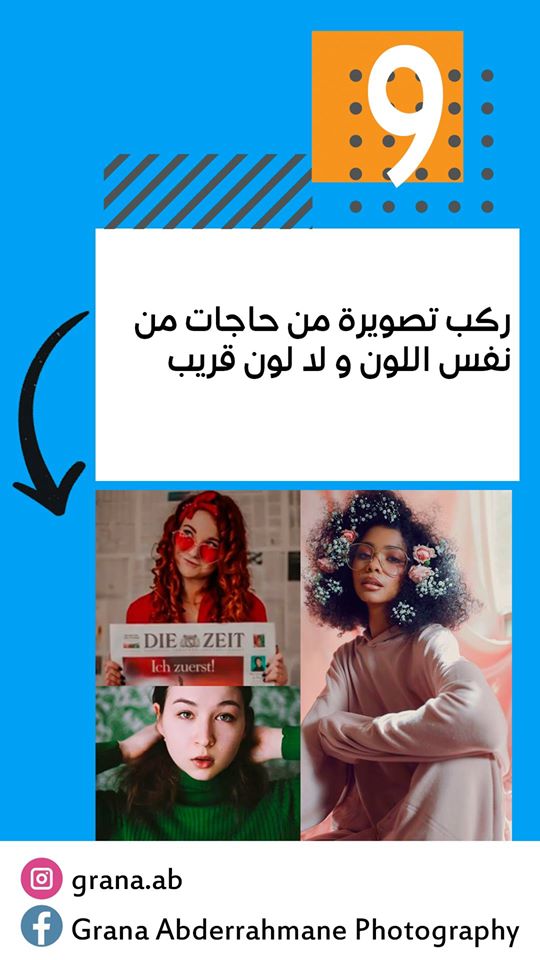 9
ركب تصويرة من حاجات من
نفس اللون و لا لون قريب
DIE ZEIT
Ich zuerst!
grana.ab
Grana Abderrahmane Photography